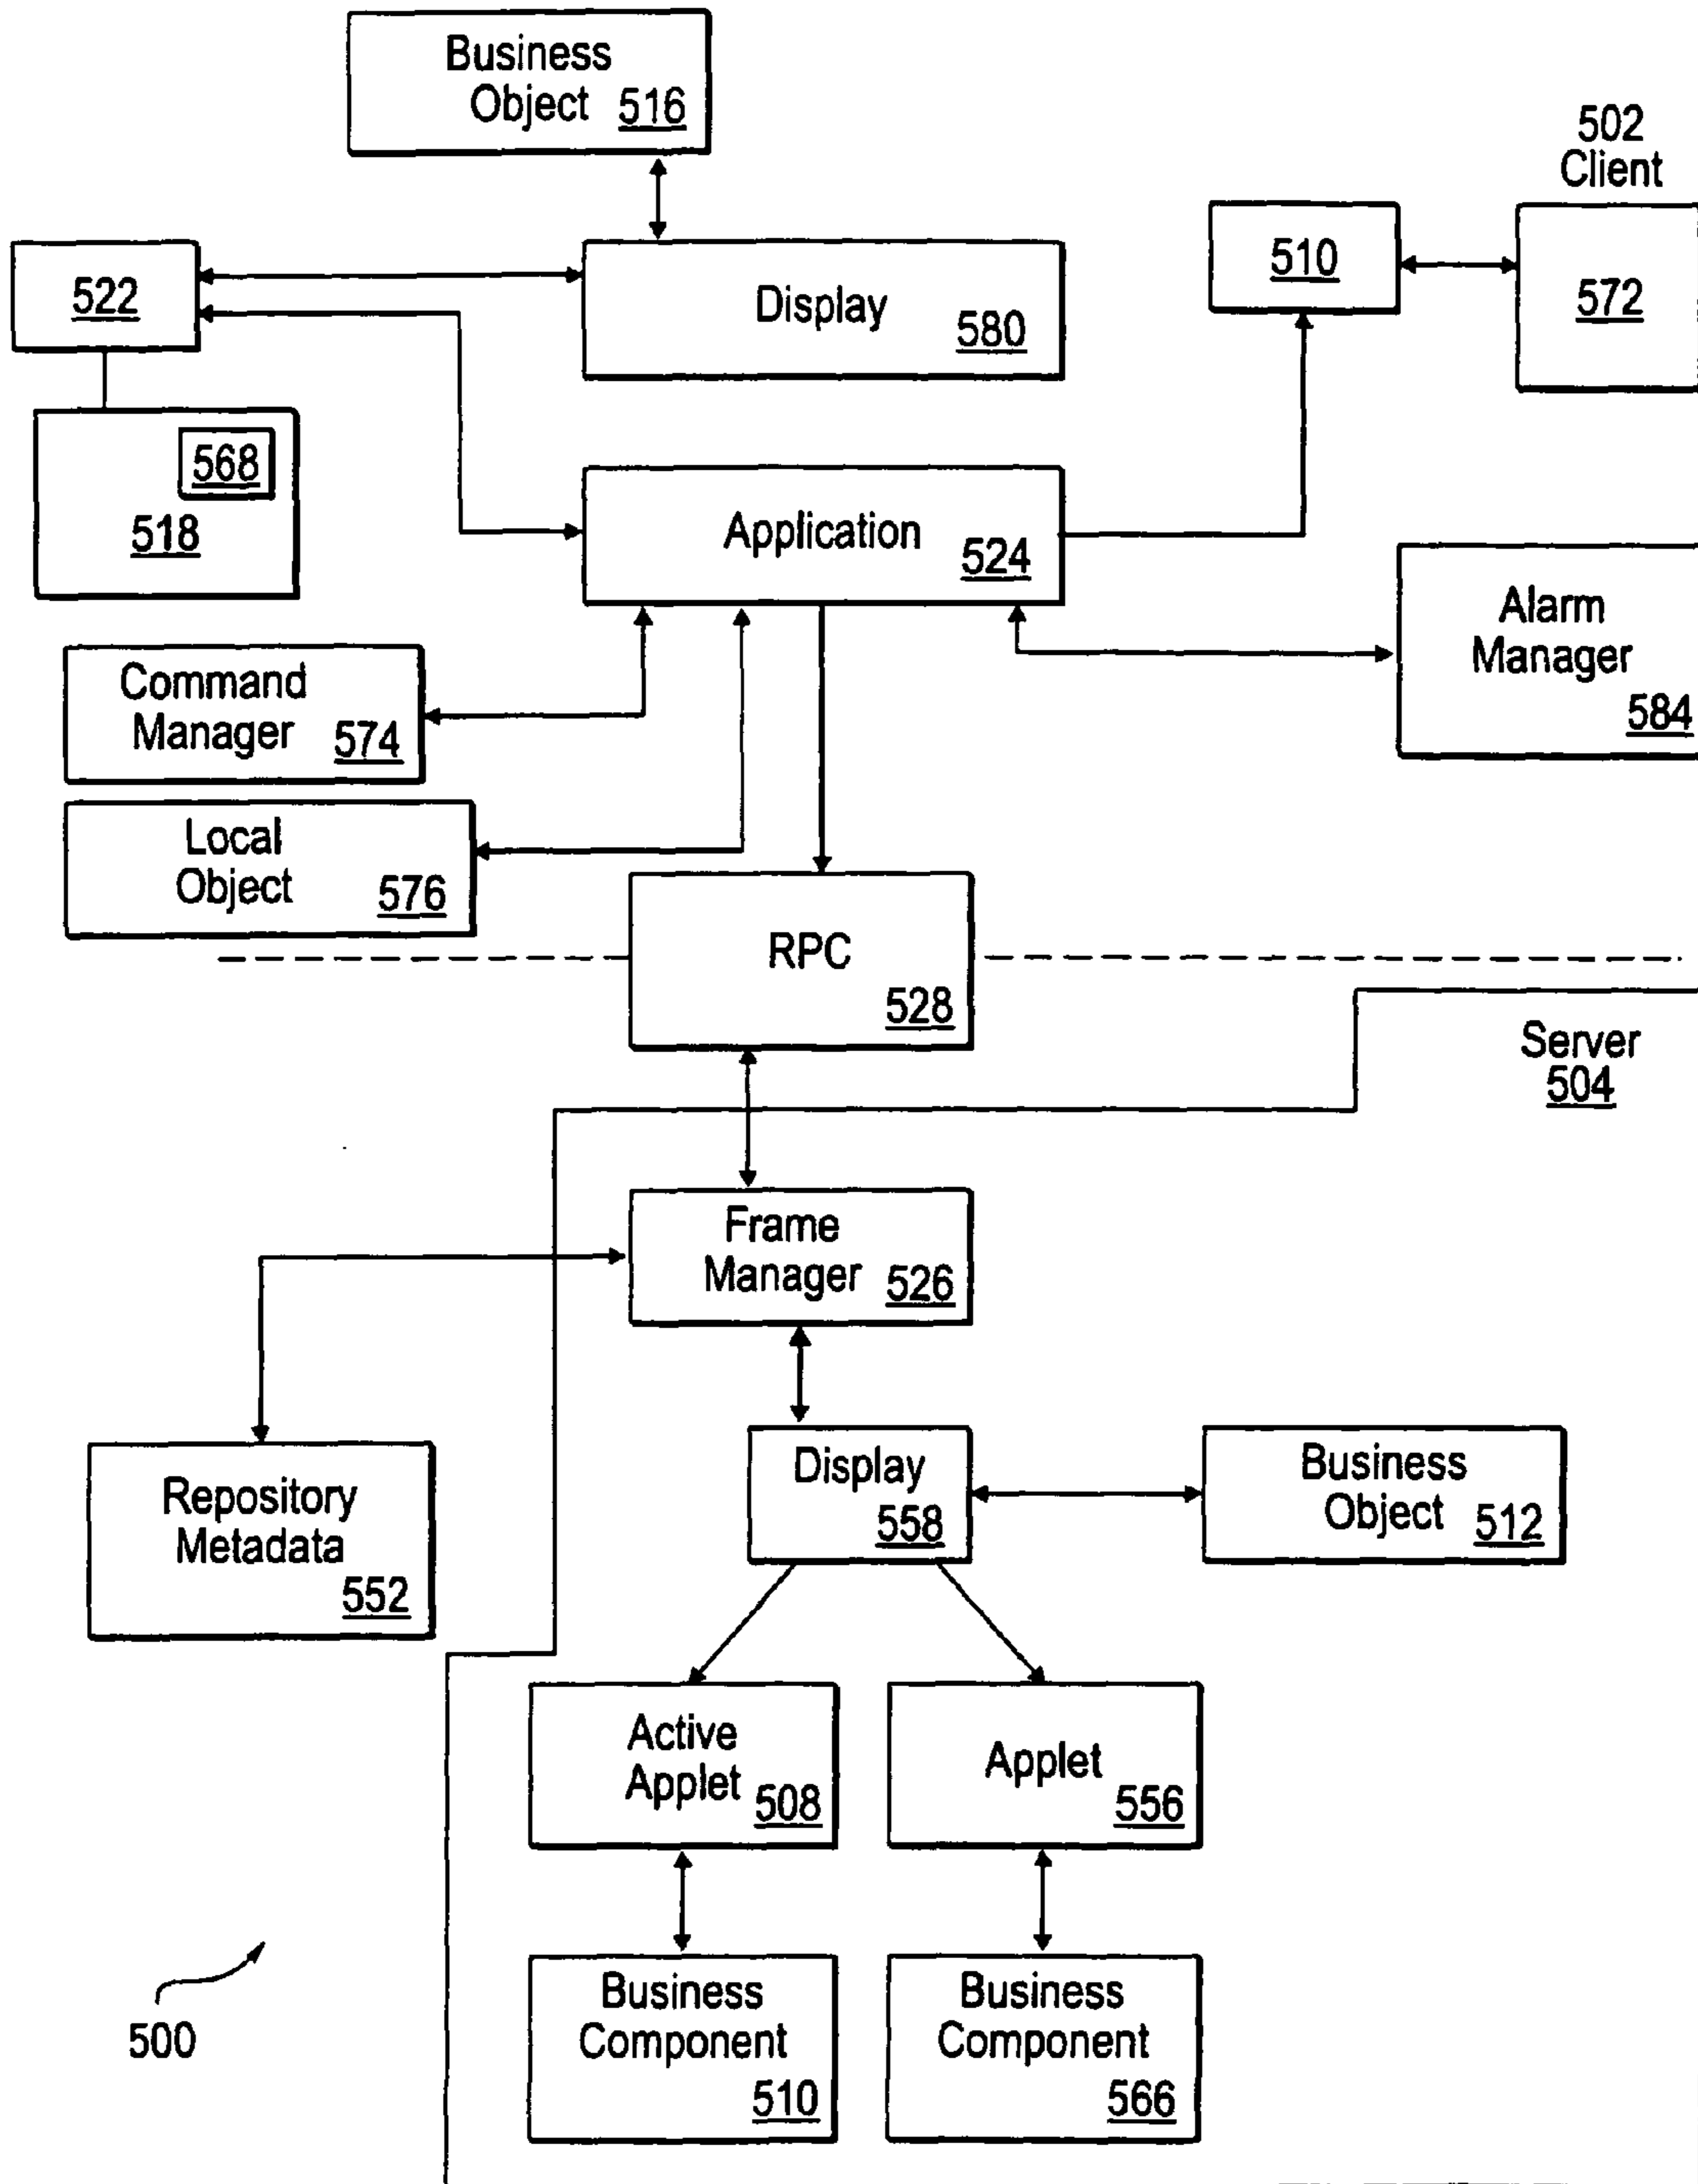 Business
Object 516
502
Client
522
Display
580
510
572
568
518
Application
524
Alarm
Manager
584
Command
Manager 574
Local
Object 576
RPC
528
Server
504
Frame
Manager 526
Display
558
Business
Object 512
Repository
Metadata
552
Active
Applet 508
Applet
556
500
Business
Component
510
Business
Component
566